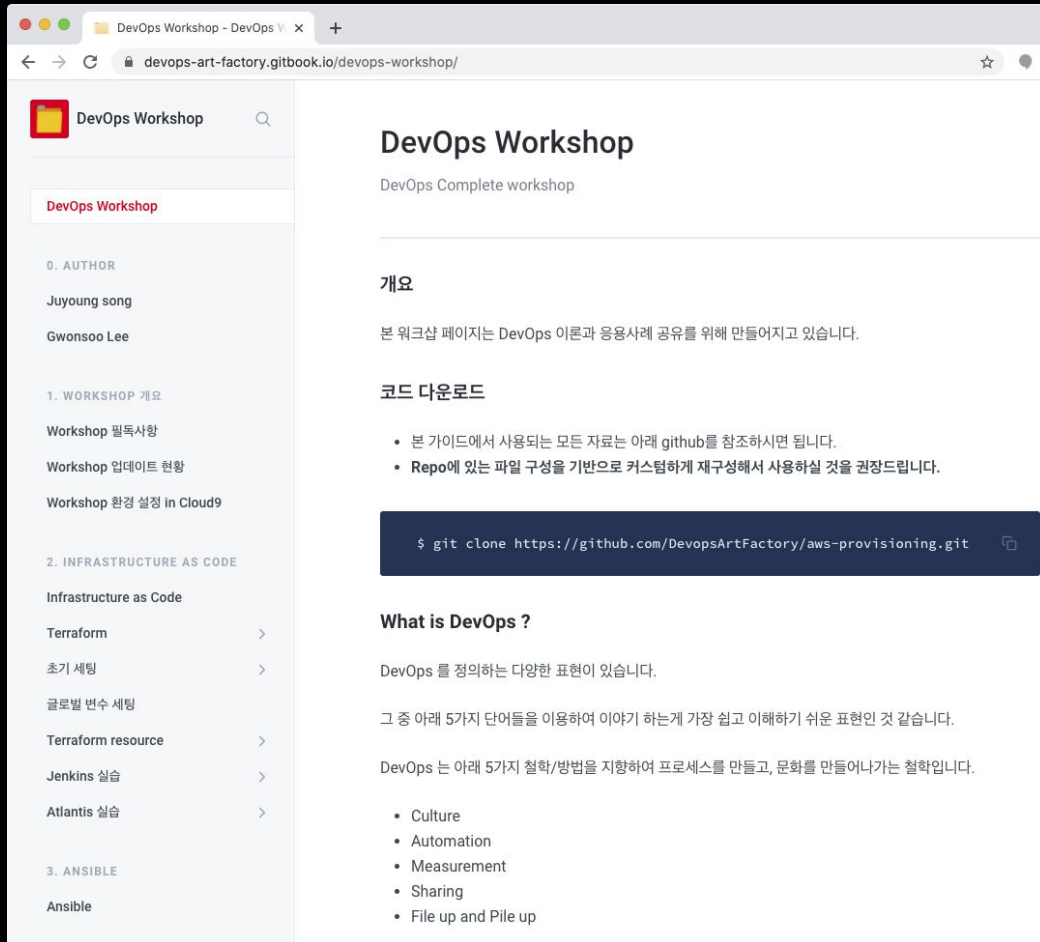 DevOps Workshop - DevOps W
devops-art-factory.gitbook.io/devops-workshop/
DevOps Workshop
DevOps Workshop
0. AUTHOR
Juyoung song
Gwonsoo Lee
1. WORKSHOP 개요
Workshop 필독사항
Workshop 업데이트 현황
Workshop 환경 설정 in Cloud9
2. INFRASTRUCTURE AS CODE
Infrastructure as Code
Terraform
초기 세팅
글로벌 변수 세팅
Terraform resource
Jenkins 실습
Atlantis 실습
3. ANSIBLE
Ansible
DevOps Workshop
DevOps Complete workshop
개요
본 워크샵 페이지는 DevOps 이론과 응용사례 공유를 위해 만들어지고 있습니다.
코드 다운로드
• 본 가이드에서 사용되는 모든 자료는 아래 github를 참조하시면 됩니다.
• Repo에 있는 파일 구성을 기반으로 커스텀하게 재구성해서 사용하실 것을 권장드립니다.
$ git clone https://github.com/DevopsArtFactory/aws-provisioning.git
What is DevOps ?
DevOps 를 정의하는 다양한 표현이 있습니다.
그 중 아래 5가지 단어들을 이용하여 이야기 하는게 가장 쉽고 이해하기 쉬운 표현인 것 같습니다.
DevOps 는 아래 5가지 철학/방법을 지향하여 프로세스를 만들고, 문화를 만들어나가는 철학입니다.
• Culture
• Automation
• Measurement
• Sharing
• File up and Pile up